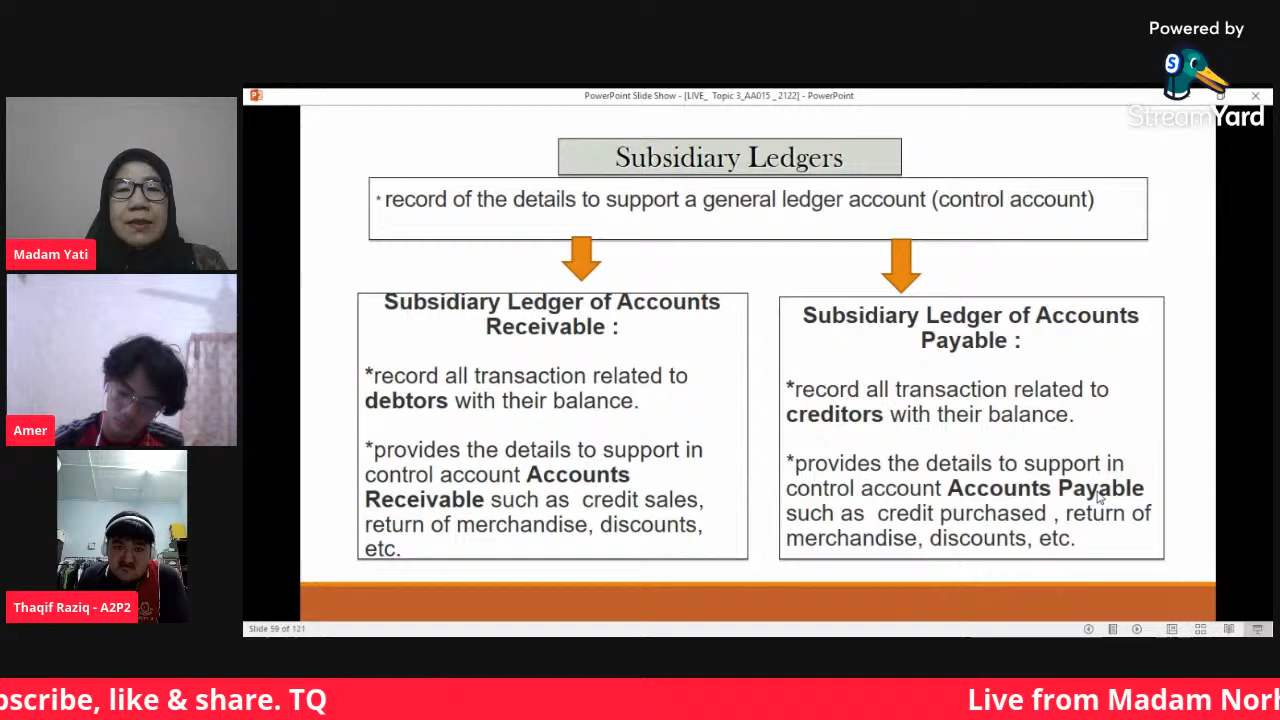 Powered by
S
StreamYard
PowerPoint Slide Show - [LIVE_ Topic 3_AA015 _ 2122] - PowerPoint
Subsidiary Ledgers
* record of the details to support a general ledger account (control account)
Subsidiary Ledger of Accounts
Receivable :
*record all transaction related to
debtors with their balance.
*provides the details to support in
control account Accounts
Receivable such as credit sales,
return of merchandise, discounts,
etc.
Subsidiary Ledger of Accounts
Payable :
*record all transaction related to
creditors with their balance.
*provides the details to support in
control account Accounts Payable
such as credit purchased , return of
merchandise, discounts, etc.
Slide 59 of 121
Madam Yati
Amer
Thaqif Raziq - A2P2
bscribe, like & share. TQ
Live from Madam Norh